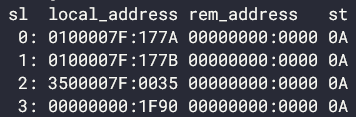 sl local_address rem_address st
0: 0100007F:177A 00000000:0000 0A
1: 0100007F:177B 00000000:0000 0A
2: 3500007F:0035 00000000:0000 0A
3: 00000000:1F90 00000000:0000 0A